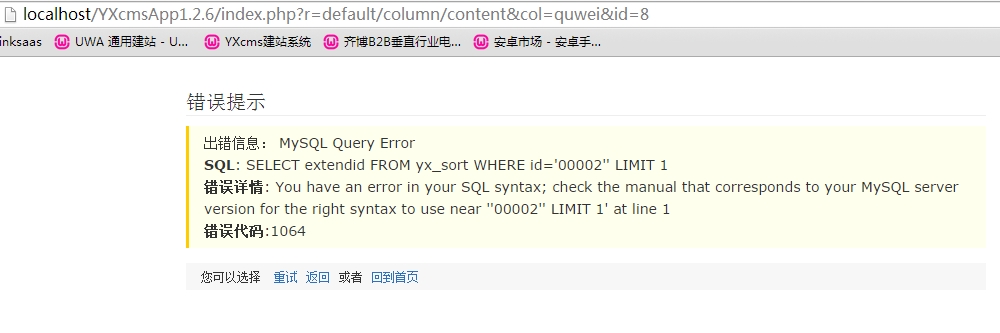 localhost/YXcmsApp1.2.6/index.php?r=default/column/content&col=quwei&id=8
inksaas UWA 通用建站 - U... YXcms建站系统 齐博B2B垂直行业电... 安卓市场 - 安卓手...
错误提示
出错信息： MySQL Query Error
SQL: SELECT extendid FROM yx_sort WHERE id='00002'' LIMIT 1
错误详情: You have an error in your SQL syntax; check the manual that corresponds to your MySQL server
version for the right syntax to use near ''00002'' LIMIT 1' at line 1
错误代码:1064
您可以选择 重试 返回 或者 回到首页